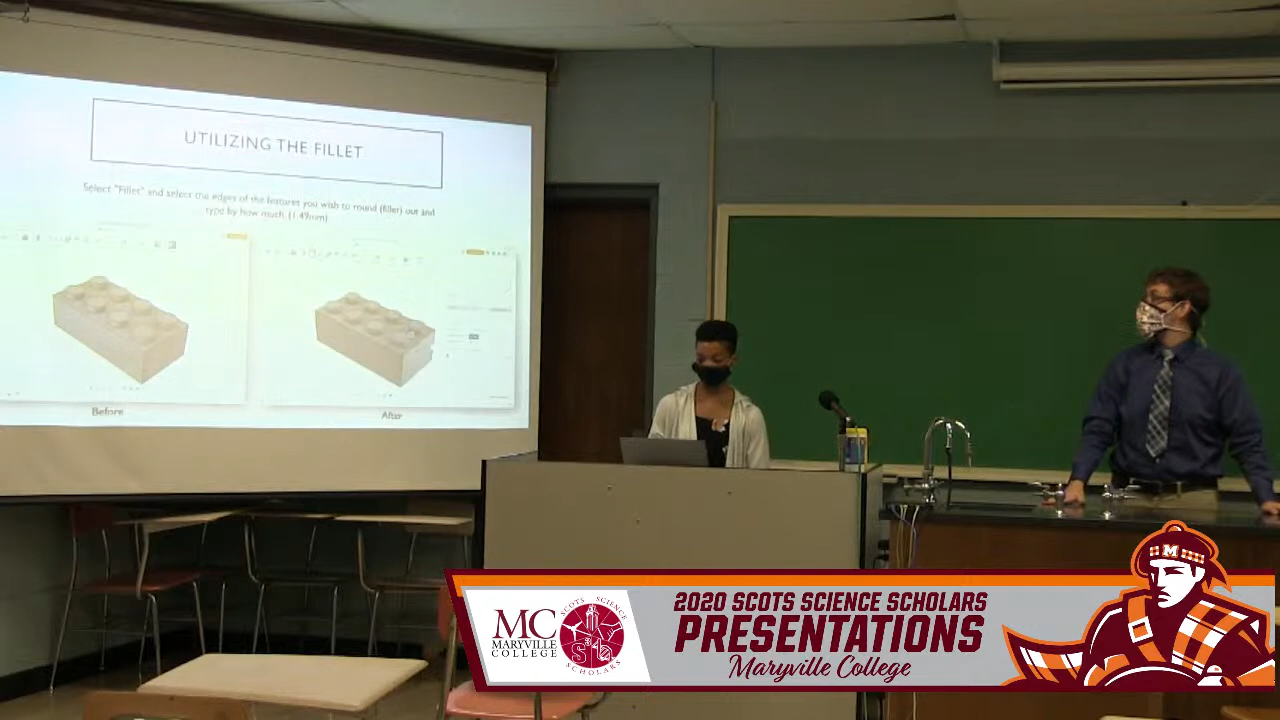 UTILIZING THE FILLET
Select "Fillet" and select the edges of the features you wish to round (filler) out and
type by how much. (1.49mm)
Before
After
MC
MARYVILLE
COLLEGE
SCOTS SCIENCE
SCHOLARS
2020 SCOTS SCIENCE SCHOLARS
PRESENTATIONS
Maryville College
M